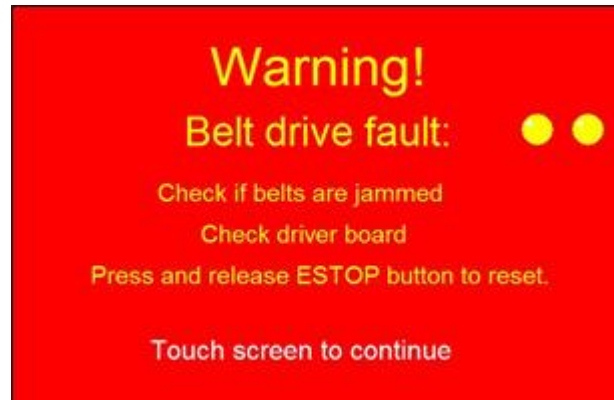 Warning!
Belt drive fault:
Check if belts are jammed
Check driver board
Press and release ESTOP button to reset.
Touch screen to continue